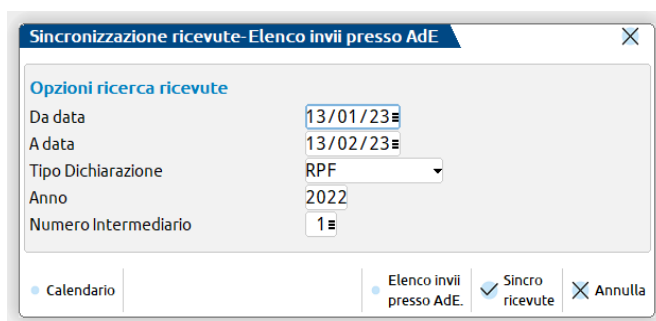 Sincronizzazione ricevute-Elenco invii presso AdE
Opzioni ricerca ricevute
Da data 13/01/23
A data 13/02/23
Tipo Dichiarazione RPF
Anno 2022
Numero Intermediario 1
Calendario
Elenco invii
presso AdE.
Sincro
ricevute
Annulla